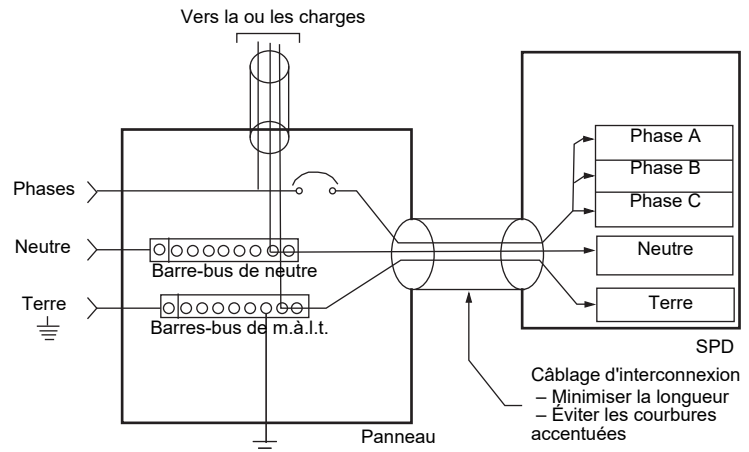 Vers la ou les charges
Phase A
Phase B
Phase C
Phases
Neutre
Neutre
Barre-bus de neutre
Terre
Terre
Barres-bus de m.à.l.t.
SPD
Câblage d'interconnexion
– Minimiser la longueur
– Éviter les courbures
accentuées
Panneau